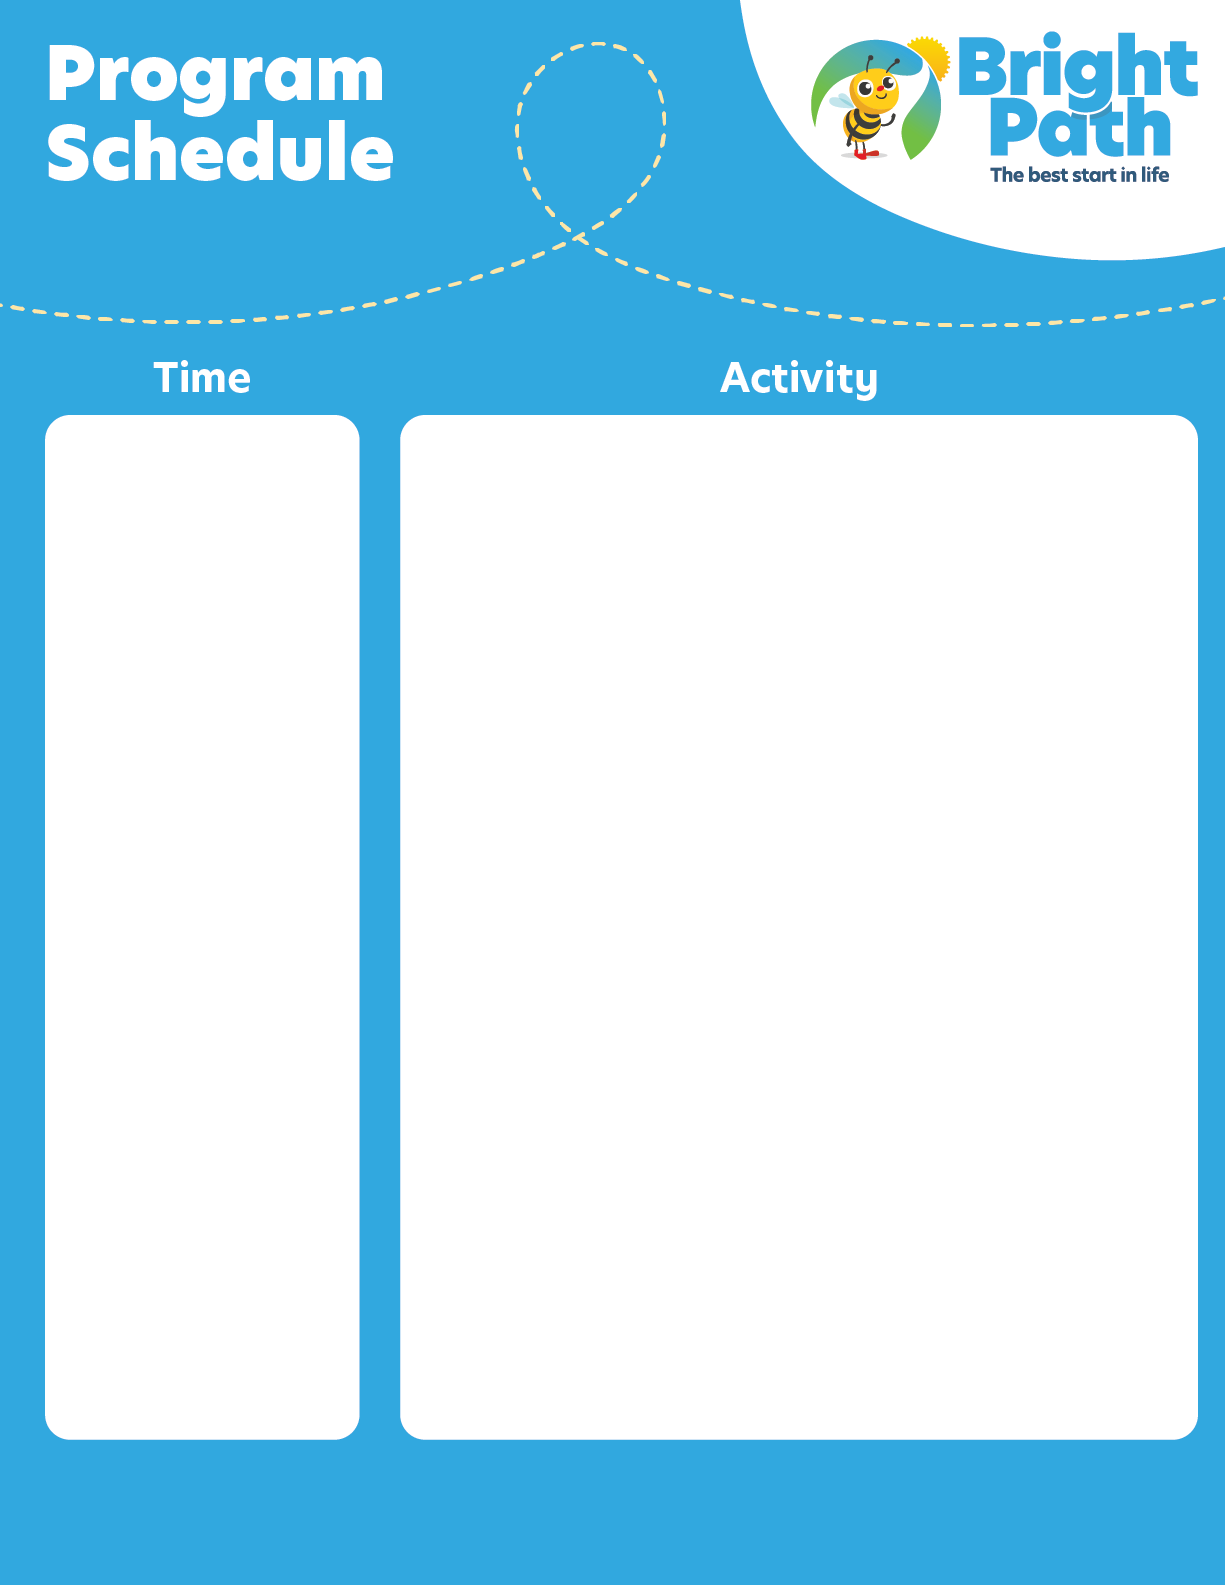 Program
Schedule
Bright
Path
The best start in life
Time
Activity